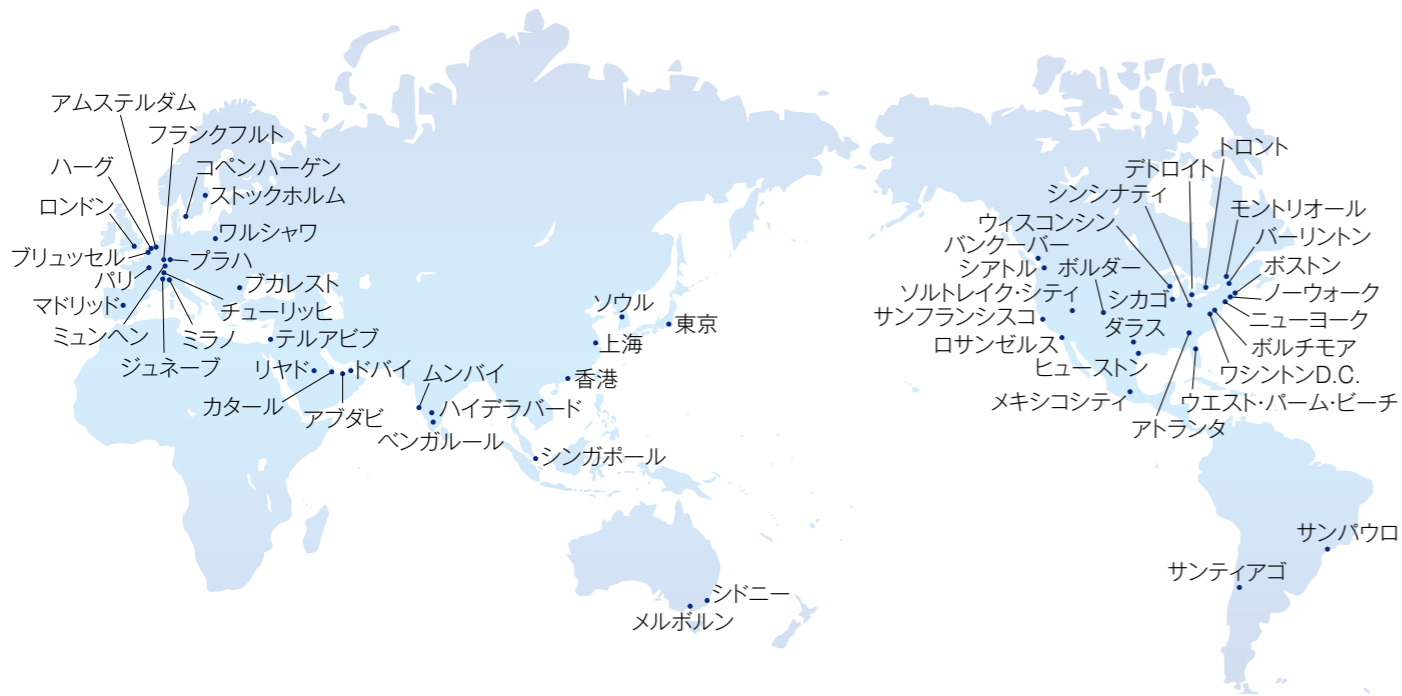 アムステルダム
フランクフルト
ハーグ
コペンハーゲン
ストックホルム
ロンドン
ワルシャワ
ブリュッセル
プラハ
パリ
ブカレスト
マドリッド
チューリッヒ
ミュンヘン
ミラノ
テルアビブ
ジュネーブ
リヤド
ドバイ
カタール
アブダビ
ムンバイ
ハイデラバード
ベンガルール
シンガポール
ソウル
東京
上海
香港
シドニー
メルボルン
トロント
デトロイト
シンシナティ
モントリオール
ウィスコンシン
バーリントン
バンクーバー
ボストン
シアトル
ボルダー
ソルトレイク・シティ
シカゴ
ノーウォーク
サンフランシスコ
ダラス
ニューヨーク
ロサンゼルス
ボルチモア
ヒューストン
ワシントンD.C.
メキシコシティ
ウエスト・パーム・ビーチ
アトランタ
サンパウロ
サンティアゴ